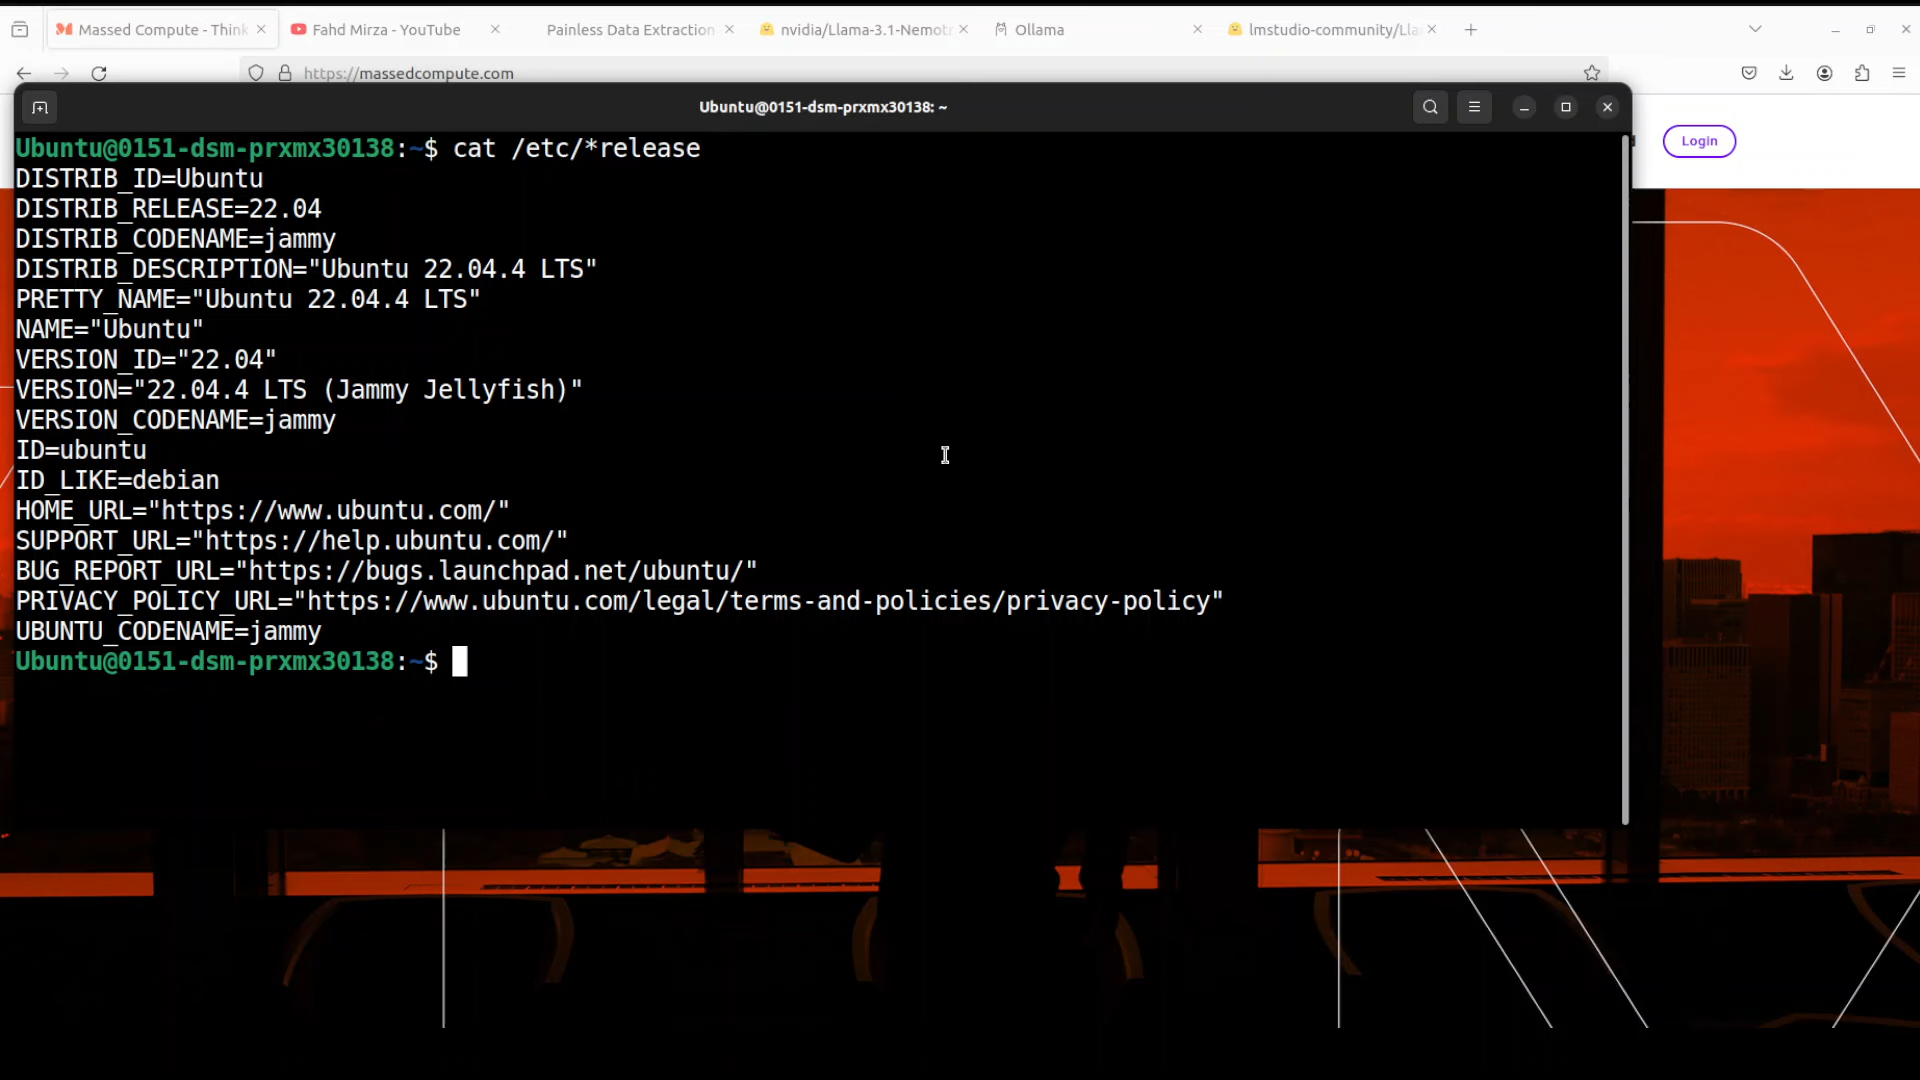 Massed Compute - Think
Fahd Mirza - YouTube
Painless Data Extraction
nvidia/Llama-3.1-Nemot
Ollama
lmstudio-community/Lla
https://massedcompute.com
Ubuntu@0151-dsm-prxmx30138: ~
Login
Ubuntu@0151-dsm-prxmx30138:~$ cat /etc/*release
DISTRIB_ID=Ubuntu
DISTRIB_RELEASE=22.04
DISTRIB_CODENAME=jammy
DISTRIB_DESCRIPTION="Ubuntu 22.04.4 LTS"
PRETTY_NAME="Ubuntu 22.04.4 LTS"
NAME="Ubuntu"
VERSION_ID="22.04"
VERSION="22.04.4 LTS (Jammy Jellyfish)"
VERSION_CODENAME=jammy
ID=ubuntu
ID_LIKE=debian
HOME_URL="https://www.ubuntu.com/"
SUPPORT_URL="https://help.ubuntu.com/"
BUG_REPORT_URL="https://bugs.launchpad.net/ubuntu/"
PRIVACY_POLICY_URL="https://www.ubuntu.com/legal/terms-and-policies/privacy-policy"
UBUNTU_CODENAME=jammy
Ubuntu@0151-dsm-prxmx30138:~$